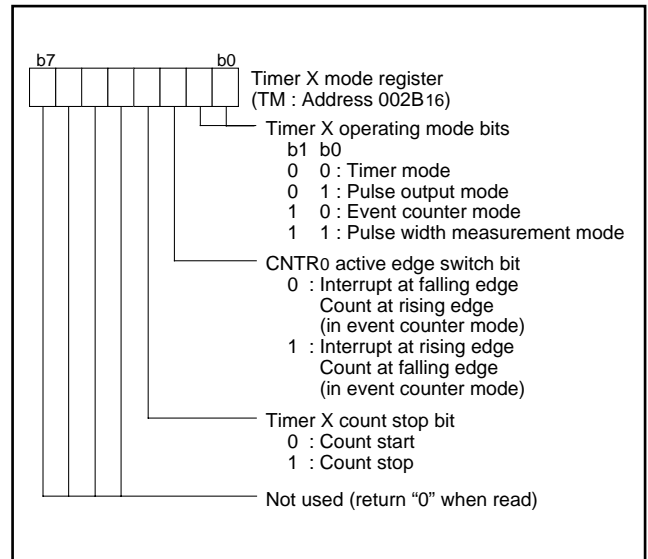 b7 b0
Timer X mode register
(TM : Address 002B16)
Timer X operating mode bits
b1 b0
0 0 : Timer mode
0 1 : Pulse output mode
1 0 : Event counter mode
1 1 : Pulse width measurement mode
CNTR0 active edge switch bit
0 : Interrupt at falling edge
Count at rising edge
(in event counter mode)
1 : Interrupt at rising edge
Count at falling edge
(in event counter mode)
Timer X count stop bit
0 : Count start
1 : Count stop
Not used (return “0” when read)